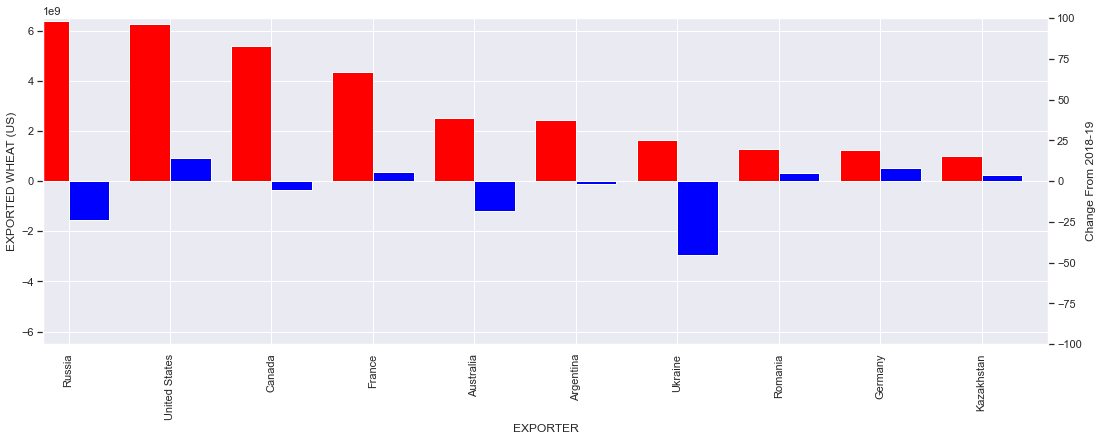 1e9
EXPORTED WHEAT (US)
6
4
2
0
−2
−4
−6
100
75
50
25
0
−25
−50
−75
−100
Change From 2018-19
Russia
United States
Canada
France
Australia
Argentina
Ukraine
Romania
Germany
Kazakhstan
EXPORTER